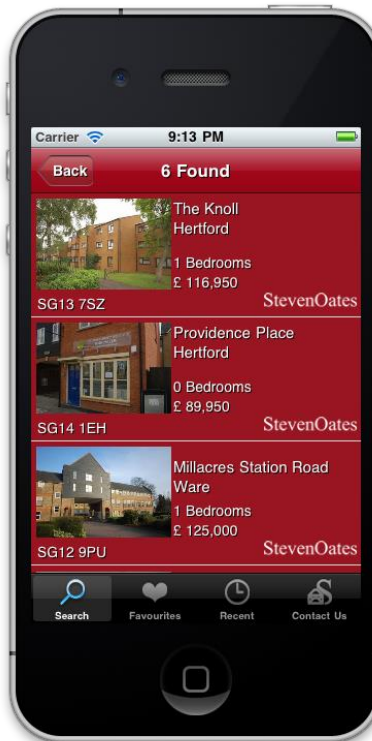 Carrier 9:13 PM
Back 6 Found
The Knoll
Hertford
1 Bedrooms
£ 116,950
SG13 7SZ StevenOates
Providence Place
Hertford
0 Bedrooms
£ 89,950
SG14 1EH StevenOates
Millacres Station Road
Ware
1 Bedrooms
£ 125,000
SG12 9PU StevenOates
Search Favourites Recent Contact Us